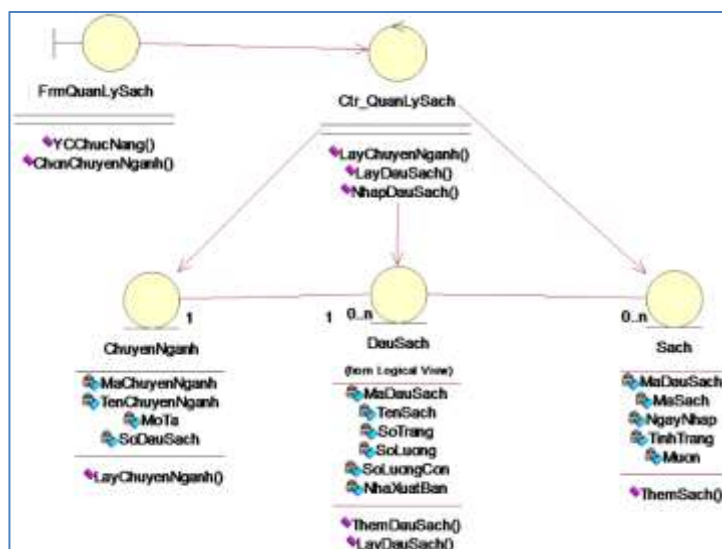 FrmQuanLySach
YCChucNang()
ChonChuyenNganh()
Ctr_QuanLySach
LayChuyenNganh()
LayDauSach()
NhapDauSach()
1
1
0..n
0..n
ChuyenNganh
MaChuyenNganh
TenChuyenNganh
MoTa
SoDauSach
LayChuyenNganh()
DauSach
(from Logical View)
MaDauSach
TenSach
SoTrang
SoLuong
SoLuongCon
NhaXuatBan
ThemDauSach()
LayDauSach()
Sach
MaDauSach
MaSach
NgayNhap
TinhTrang
Muon
ThemSach()